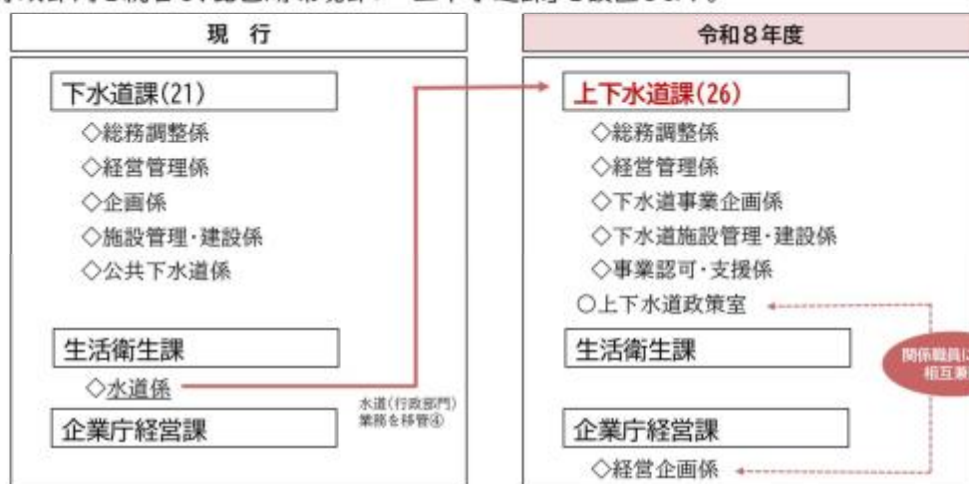 現 行
下水道課(21)
◇総務調整係
◇経営管理係
◇企画係
◇施設管理・建設係
◇公共下水道係
生活衛生課
◇水道係
水道(行政部門)
業務を移管④
企業庁経営課
令和8年度
上下水道課(26)
◇総務調整係
◇経営管理係
◇下水道事業企画係
◇下水道施設管理・建設係
◇事業認可・支援係
○上下水道政策室
生活衛生課
関係職員に
相互兼
企業庁経営課
◇経営企画係